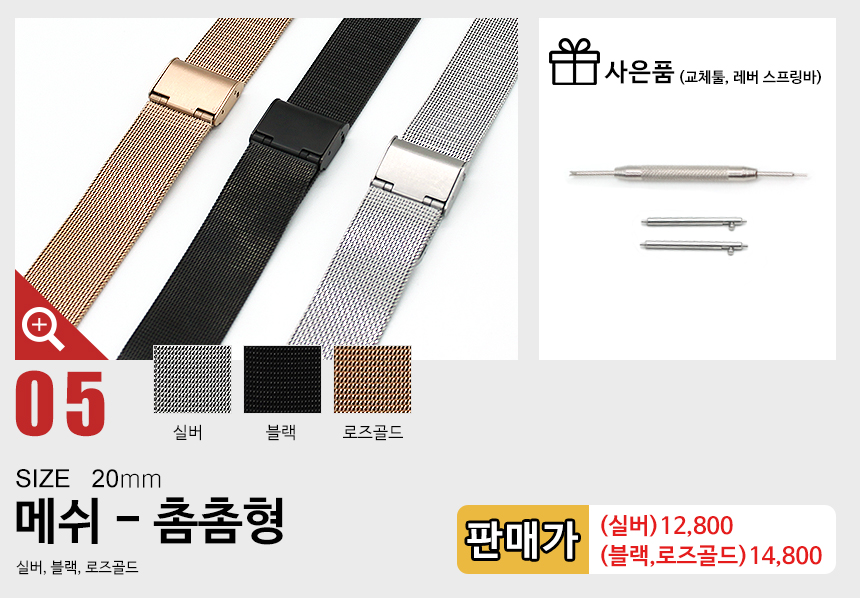 사은품 (교체툴, 레버 스프링바)
05
실버
블랙
로즈골드
SIZE 20mm
메쉬 - 촘촘형
실버, 블랙, 로즈골드
판매가
(실버)12,800
(블랙,로즈골드)14,800